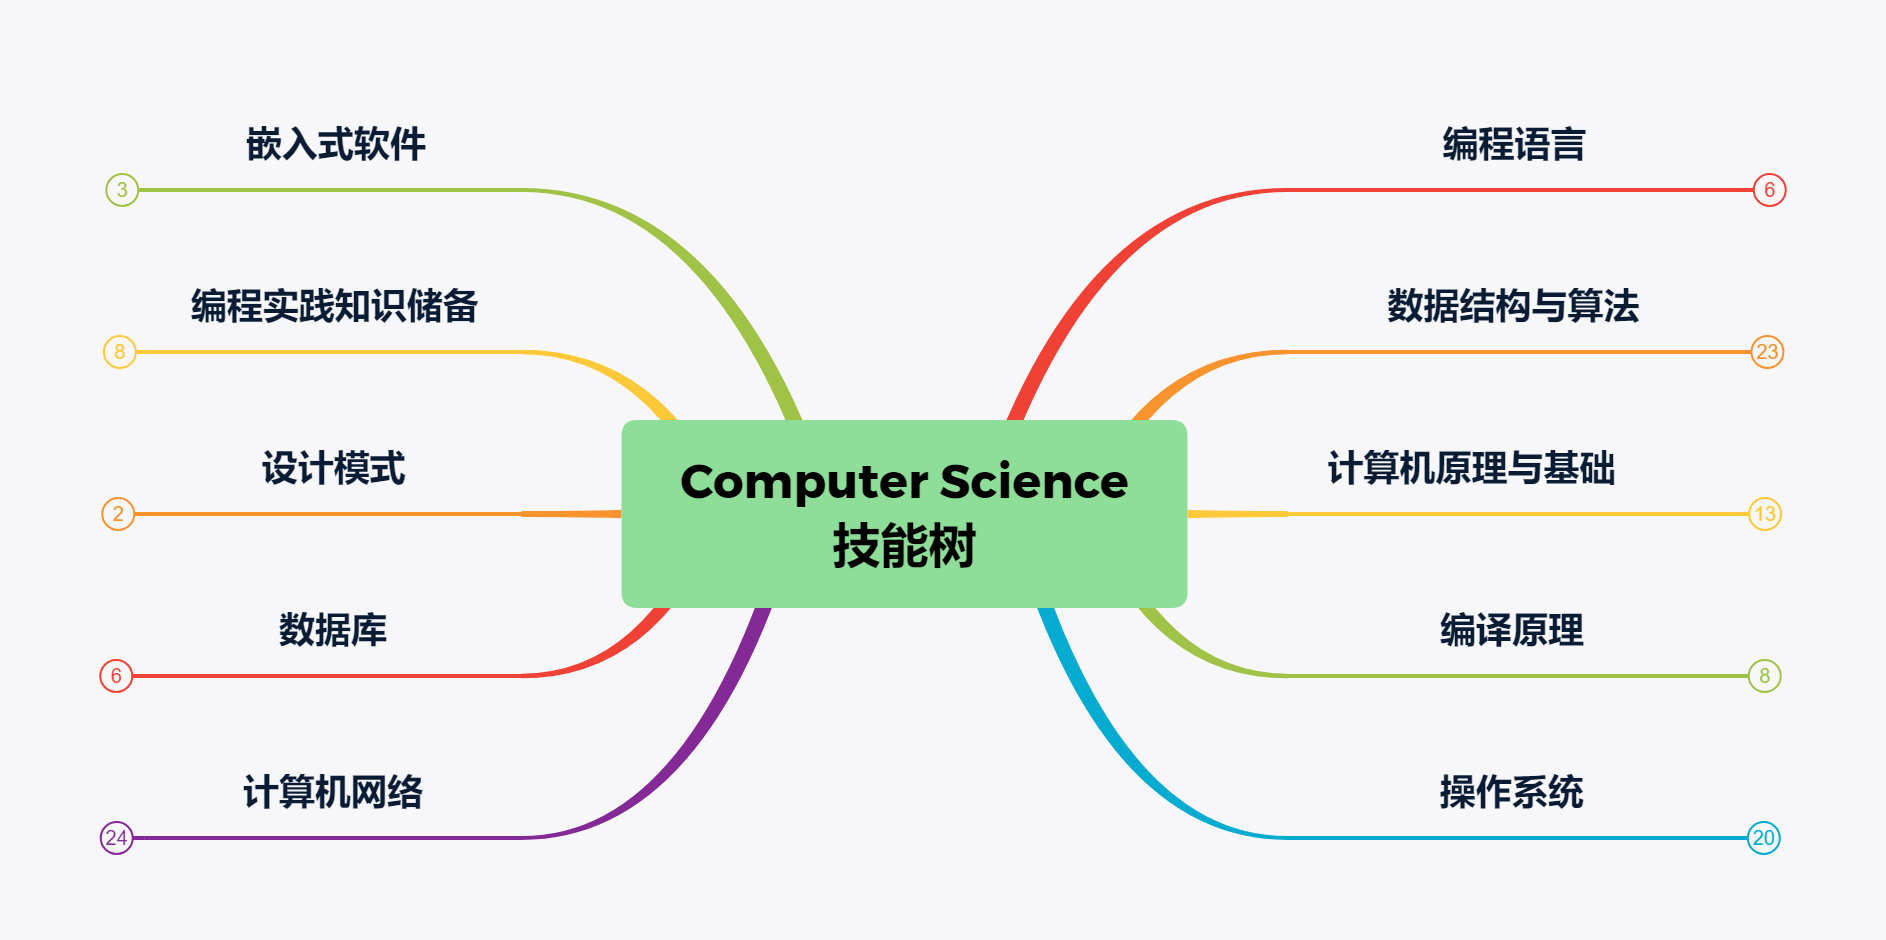 Computer Science
技能树
编程语言
6
数据结构与算法
23
计算机原理与基础
13
编译原理
8
操作系统
20
嵌入式软件
3
编程实践知识储备
8
设计模式
2
数据库
6
计算机网络
24